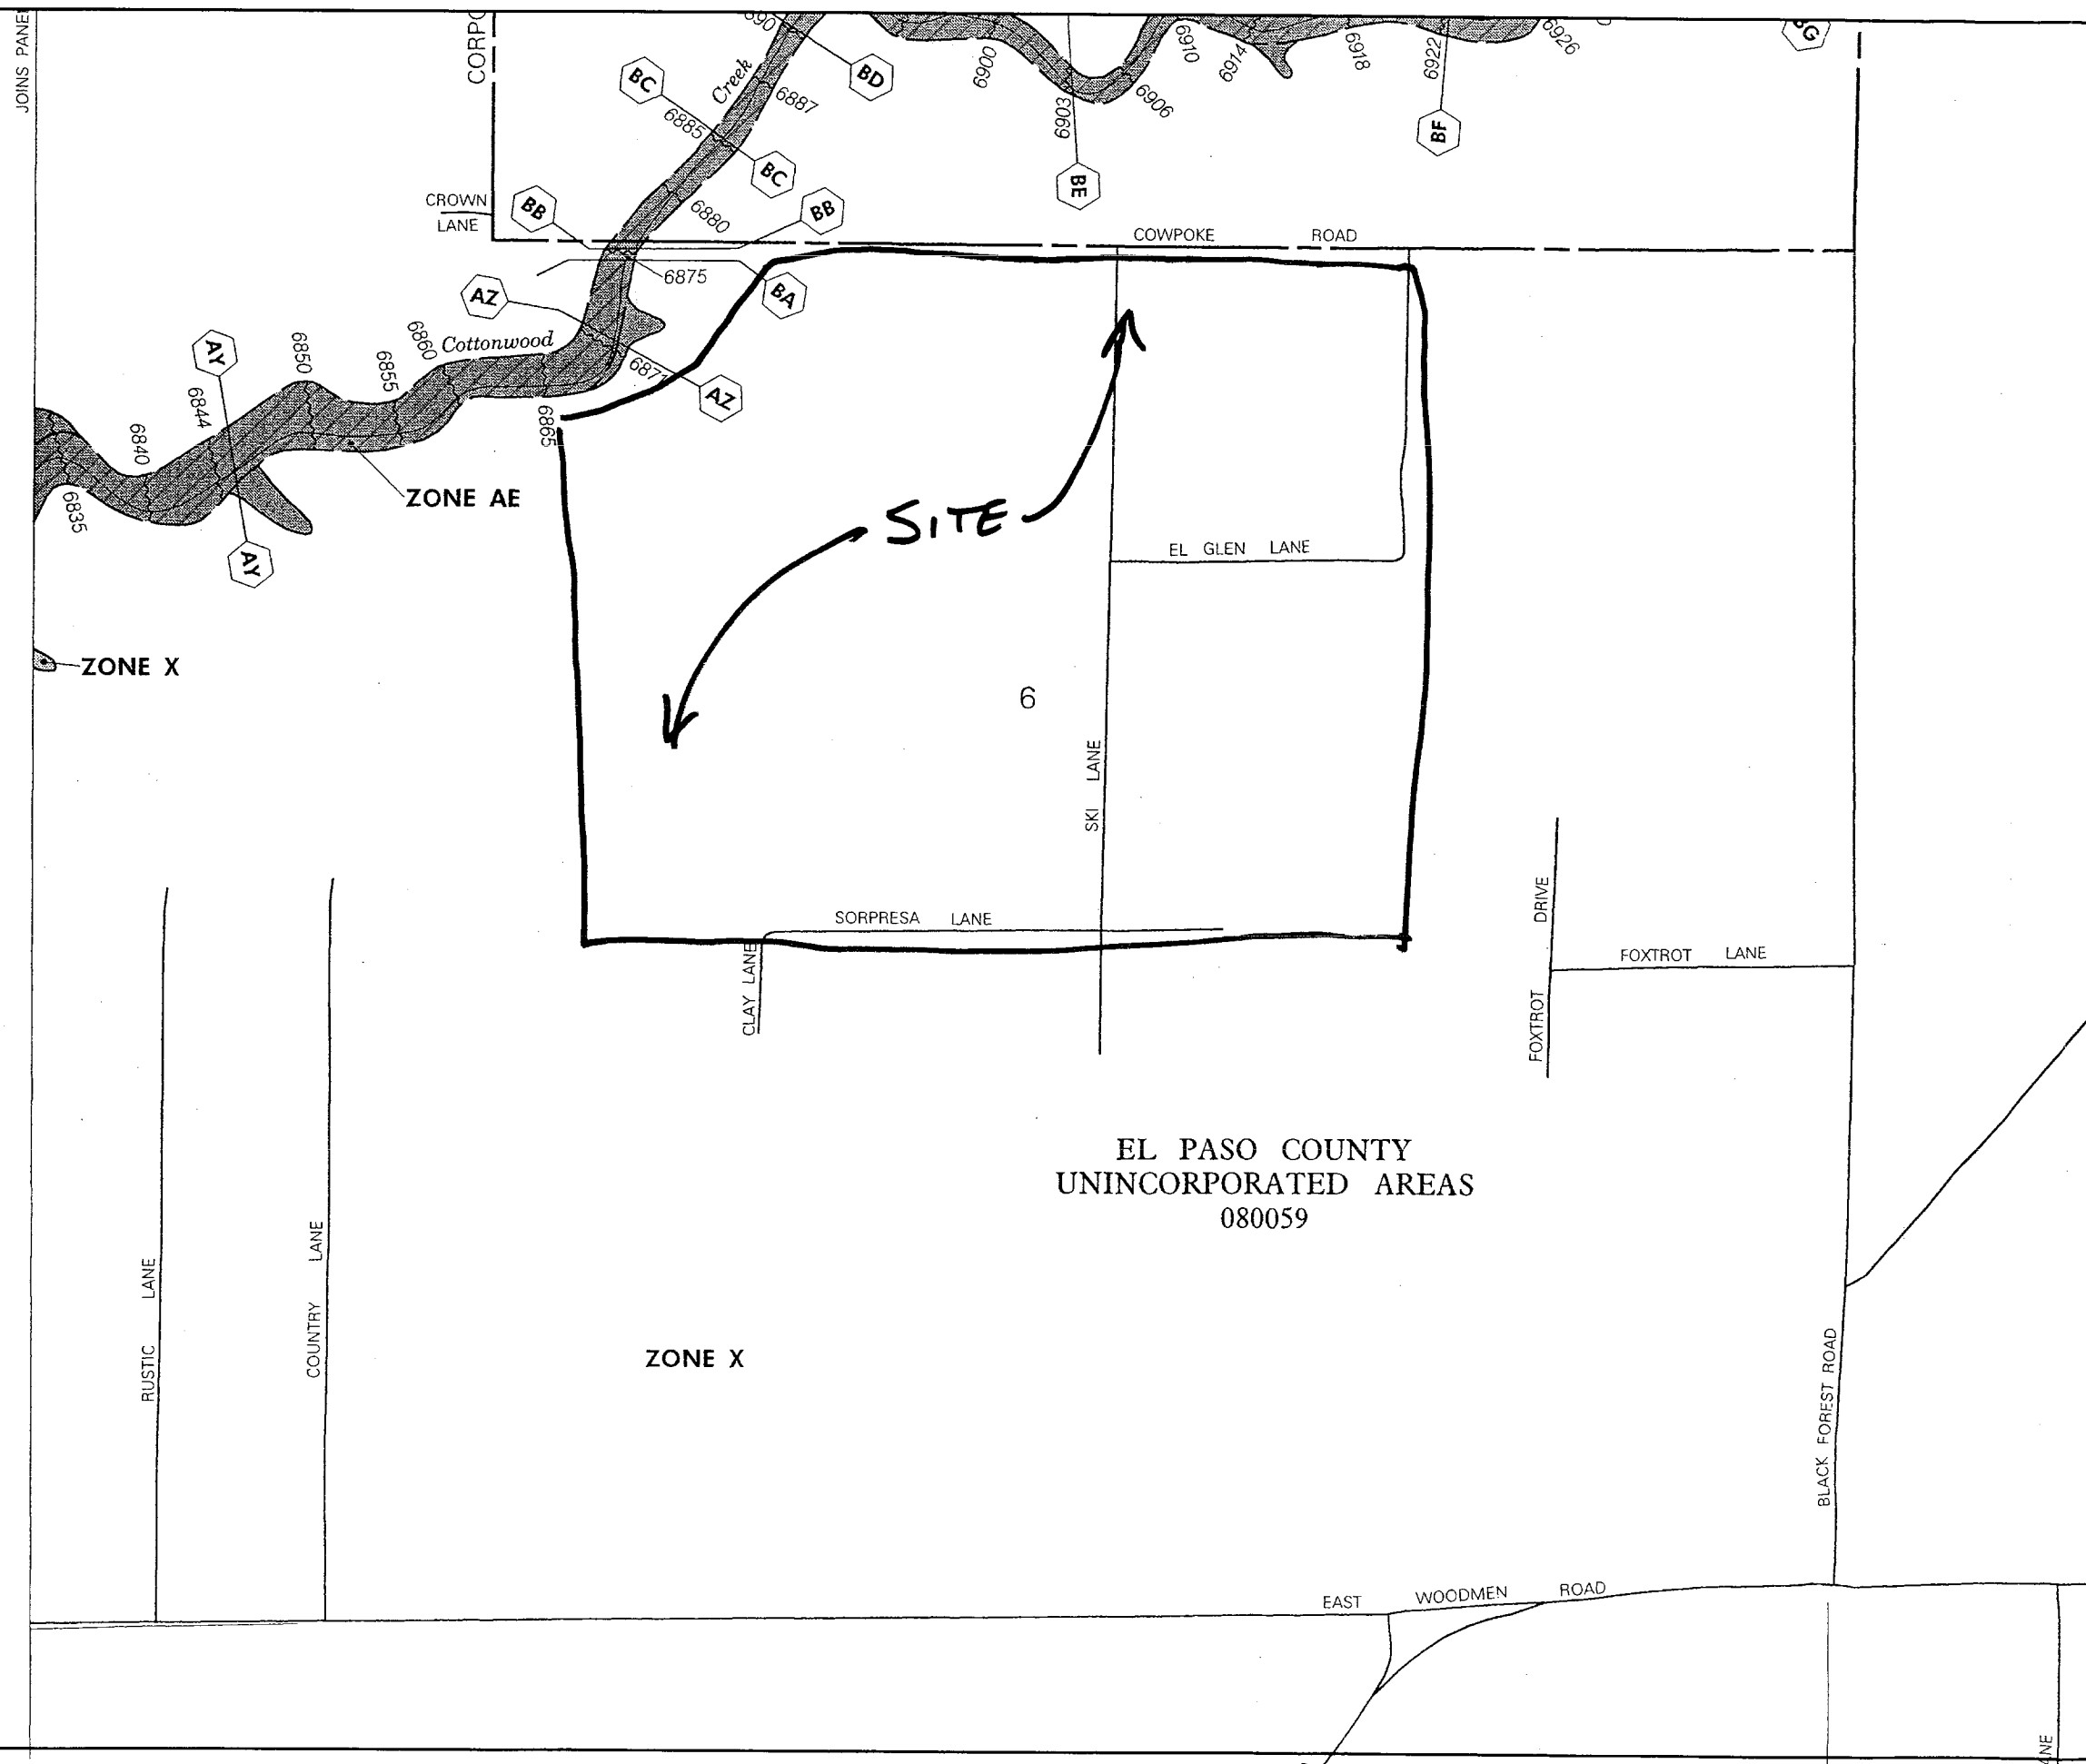 JOINS PANE
CORPO
6900
6910
6914
6918
6922
6926
BG
BC
Creek
BD
6887
6885
6903
6906
BF
BC
BE
CROWN
LANE
BB
BB
6880
COWPOKE ROAD
6875
AZ
BA
AY
6850
6860
Cottonwood
6855
6871
AZ
6844
6865
6840
6835
ZONE AE
SITE
AY
EL GLEN LANE
ZONE X
6
SKI LANE
SORPRESA LANE
CLAY LANE
FOXTROT DRIVE
FOXTROT LANE
EL PASO COUNTY
UNINCORPORATED AREAS
080059
RUSTIC LANE
COUNTRY LANE
ZONE X
BLACK FOREST ROAD
EAST WOODMEN ROAD